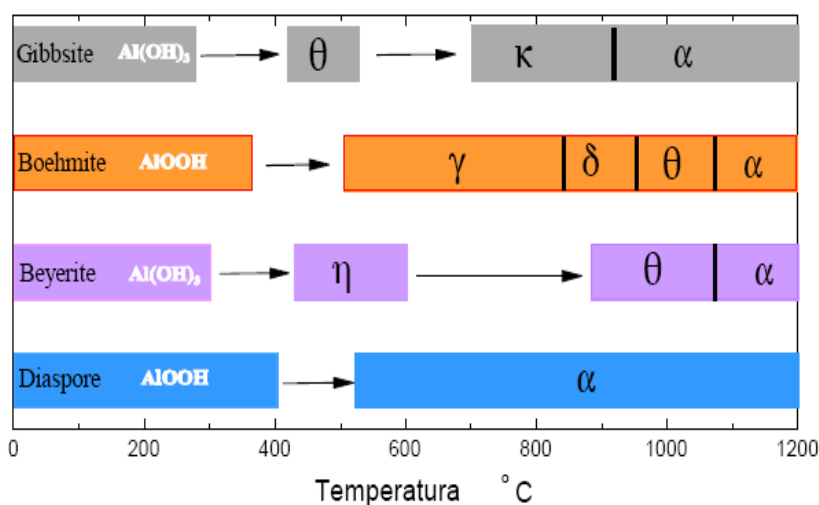 Gibbsite Al(OH)₃ θ κ α
Boehmite AlOOH γ δ θ α
Beyerite Al(OH)₃ η θ α
Diaspore AlOOH α
0 200 400 600 800 1000 1200
Temperatura °C